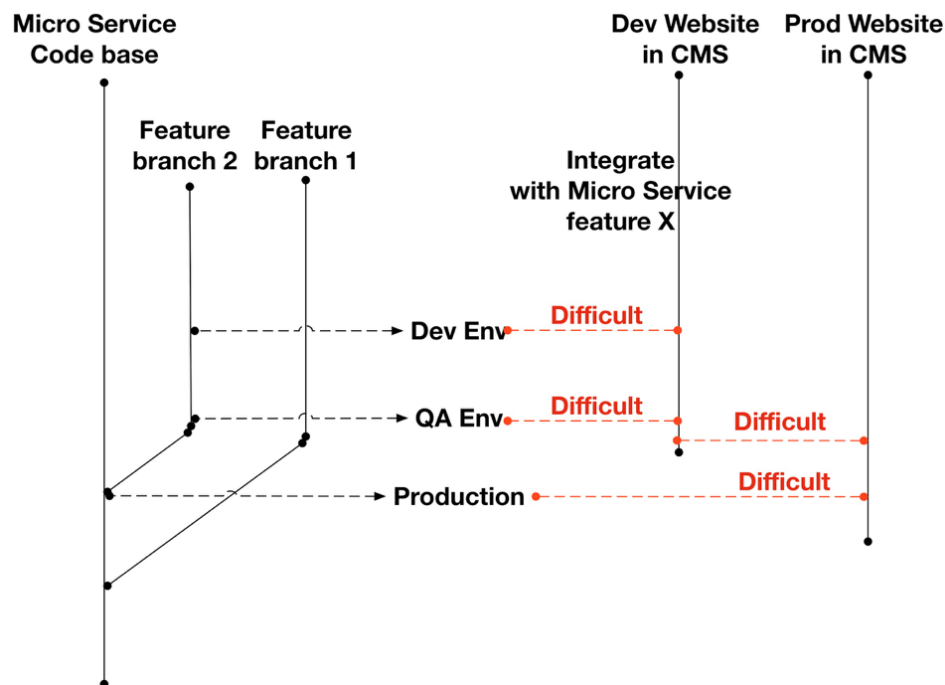 Micro Service
Code base
Dev Website
in CMS
Prod Website
in CMS
Feature
branch 2
Feature
branch 1
Integrate
with Micro Service
feature X
Dev Env
Difficult
QA Env
Difficult
Difficult
Production
Difficult